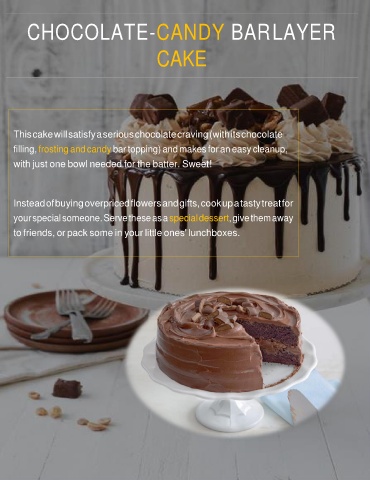 CHOCOLATE-CANDY BARLAYER
CAKE
This cake will satisfy a serious chocolate craving (with its chocolate
filling, frosting and candy bar topping) and makes for an easy cleanup,
with just one bowl needed for the batter. Sweet!
Instead of buying overpriced flowers and gifts, cook up a tasty treat for
your special someone. Serve these as a special dessert, give them away
to friends, or pack some in your little ones' lunchboxes.